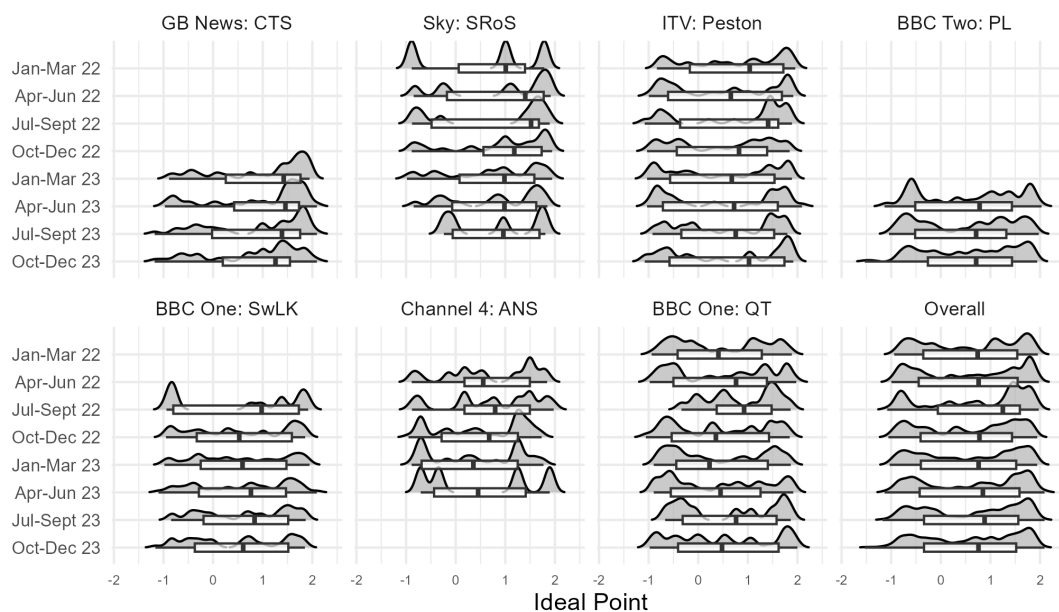 GB News: CTS Sky: SRoS ITV: Peston BBC Two: PL
Jan-Mar 22
Apr-Jun 22
Jul-Sept 22
Oct-Dec 22
Jan-Mar 23
Apr-Jun 23
Jul-Sept 23
Oct-Dec 23
BBC One: SwLK Channel 4: ANS BBC One: QT Overall
Jan-Mar 22
Apr-Jun 22
Jul-Sept 22
Oct-Dec 22
Jan-Mar 23
Apr-Jun 23
Jul-Sept 23
Oct-Dec 23
-2 -1 0 1 2 -2 -1 0 1 2 -2 -1 0 1 2 -2 -1 0 1 2
Ideal Point